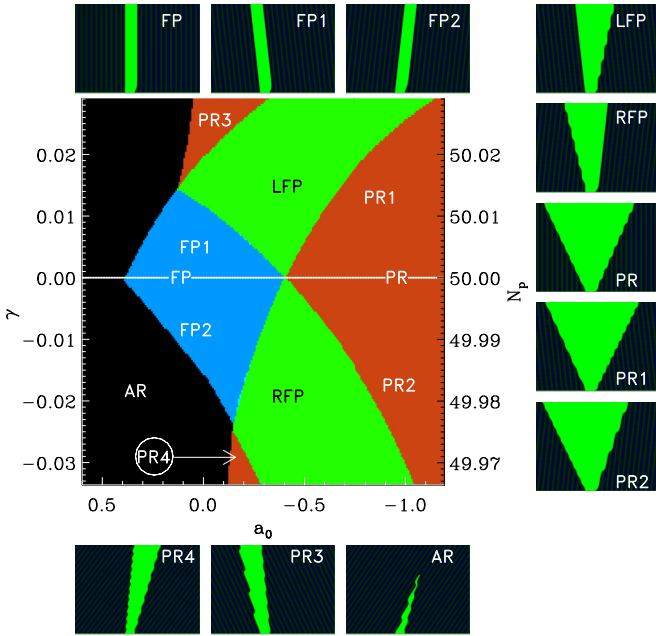 FP
FP1
FP2
LFP
RFP
PR
PR1
PR2
0.02
0.01
0.00
−0.01
−0.02
−0.03
γ
PR3
LFP
PR1
FP1
FP
PR
FP2
AR
RFP
PR2
PR4
50.02
50.01
50.00
49.99
49.98
49.97
N_P
0.5
0.0
−0.5
−1.0
a_0
PR4
PR3
AR